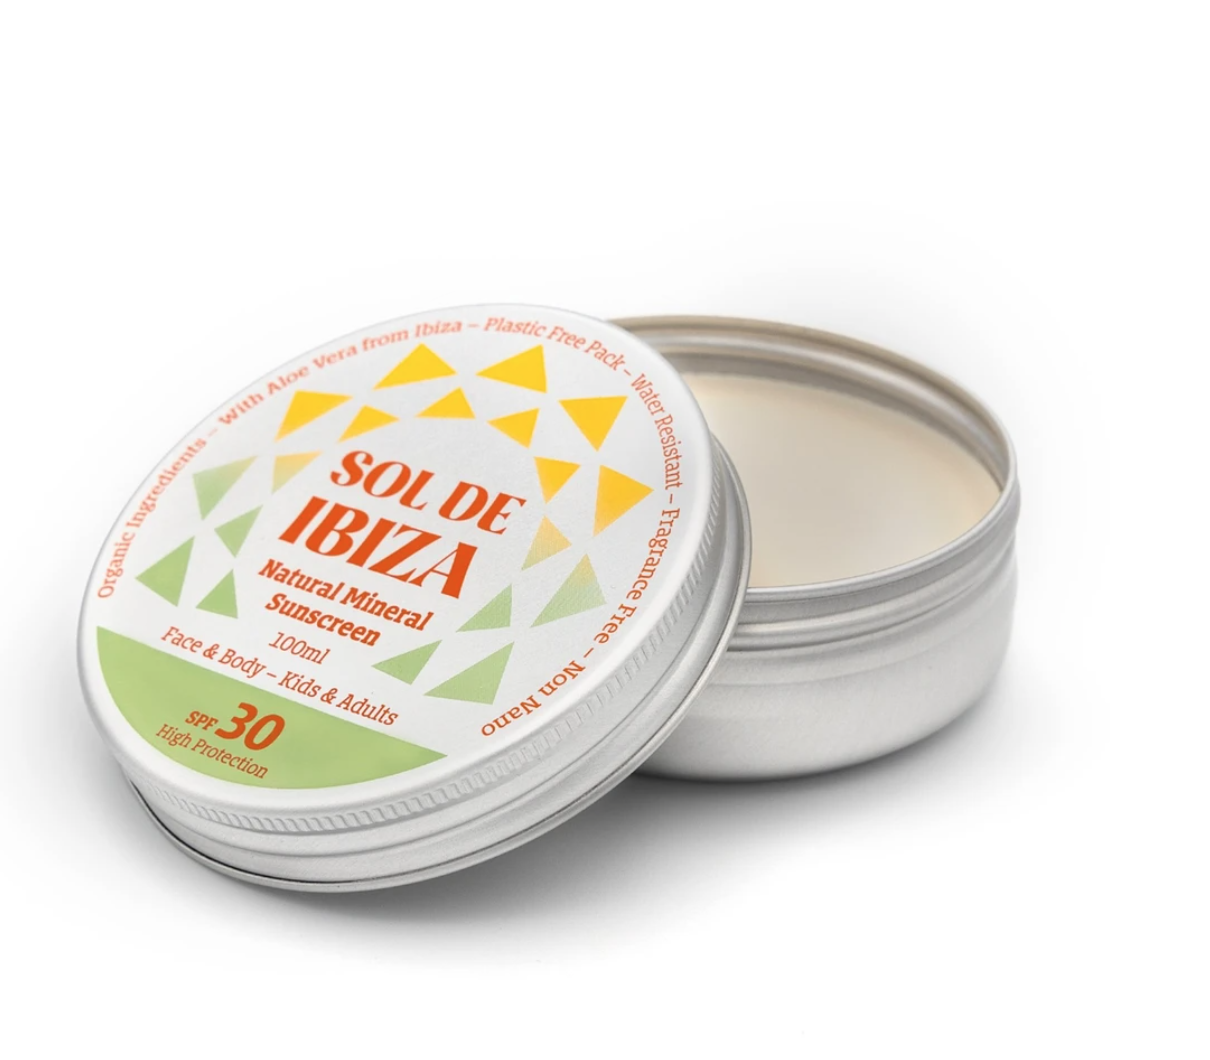 Organic Ingredients – With Aloe Vera from Ibiza – Plastic Free Pack – Water Resistant – Fragrance Free – Non Nano
SOL DE
IBIZA
Natural Mineral
Sunscreen
100ml
Face & Body – Kids & Adults
SPF 30
High Protection